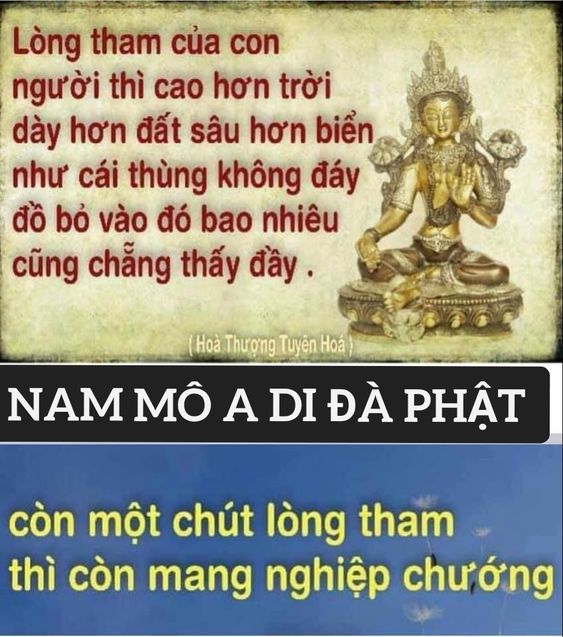 Lòng tham của con
người thì cao hơn trời
dày hơn đất sâu hơn biển
như cái thùng không đáy
đồ bỏ vào đó bao nhiêu
cũng chẵng thấy đầy .
( Hoà Thượng Tuyên Hoá )
NAM MÔ A DI ĐÀ PHẬT
còn một chút lòng tham
thì còn mang nghiệp chướng